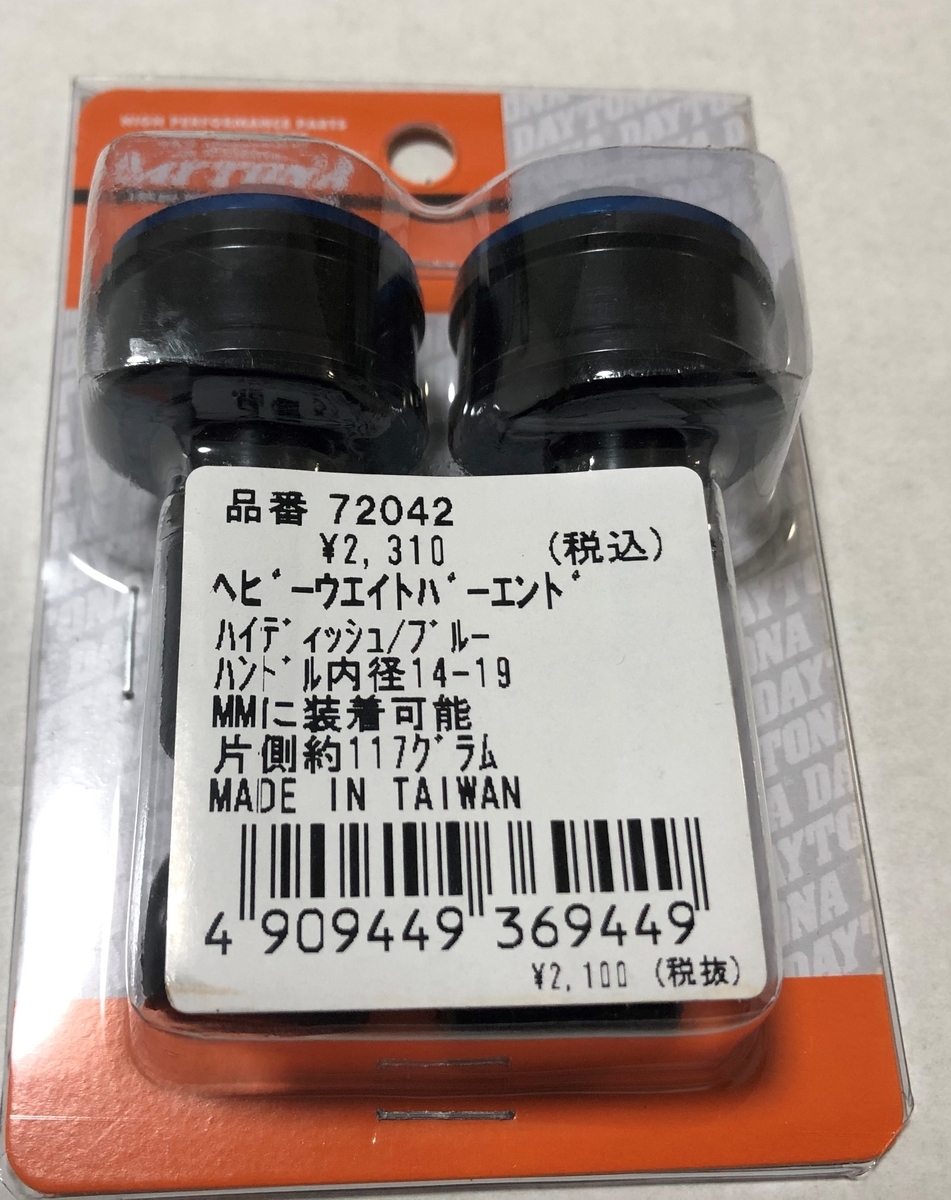 HIGH PERFORMANCE PARTS
DAYTONA
品番 72042
¥2,310 (税込)
ﾍﾋﾞｰｳｴｲﾄﾊﾞｰｴﾝﾄﾞ
ﾊｲﾃﾞｨｯｼｭ/ﾌﾞﾙｰ
ﾊﾝﾄﾞﾙ内径14-19
MMに装着可能
片側約117ｸﾞﾗﾑ
MADE IN TAIWAN
4 909449 369449
¥2,100 (税抜)